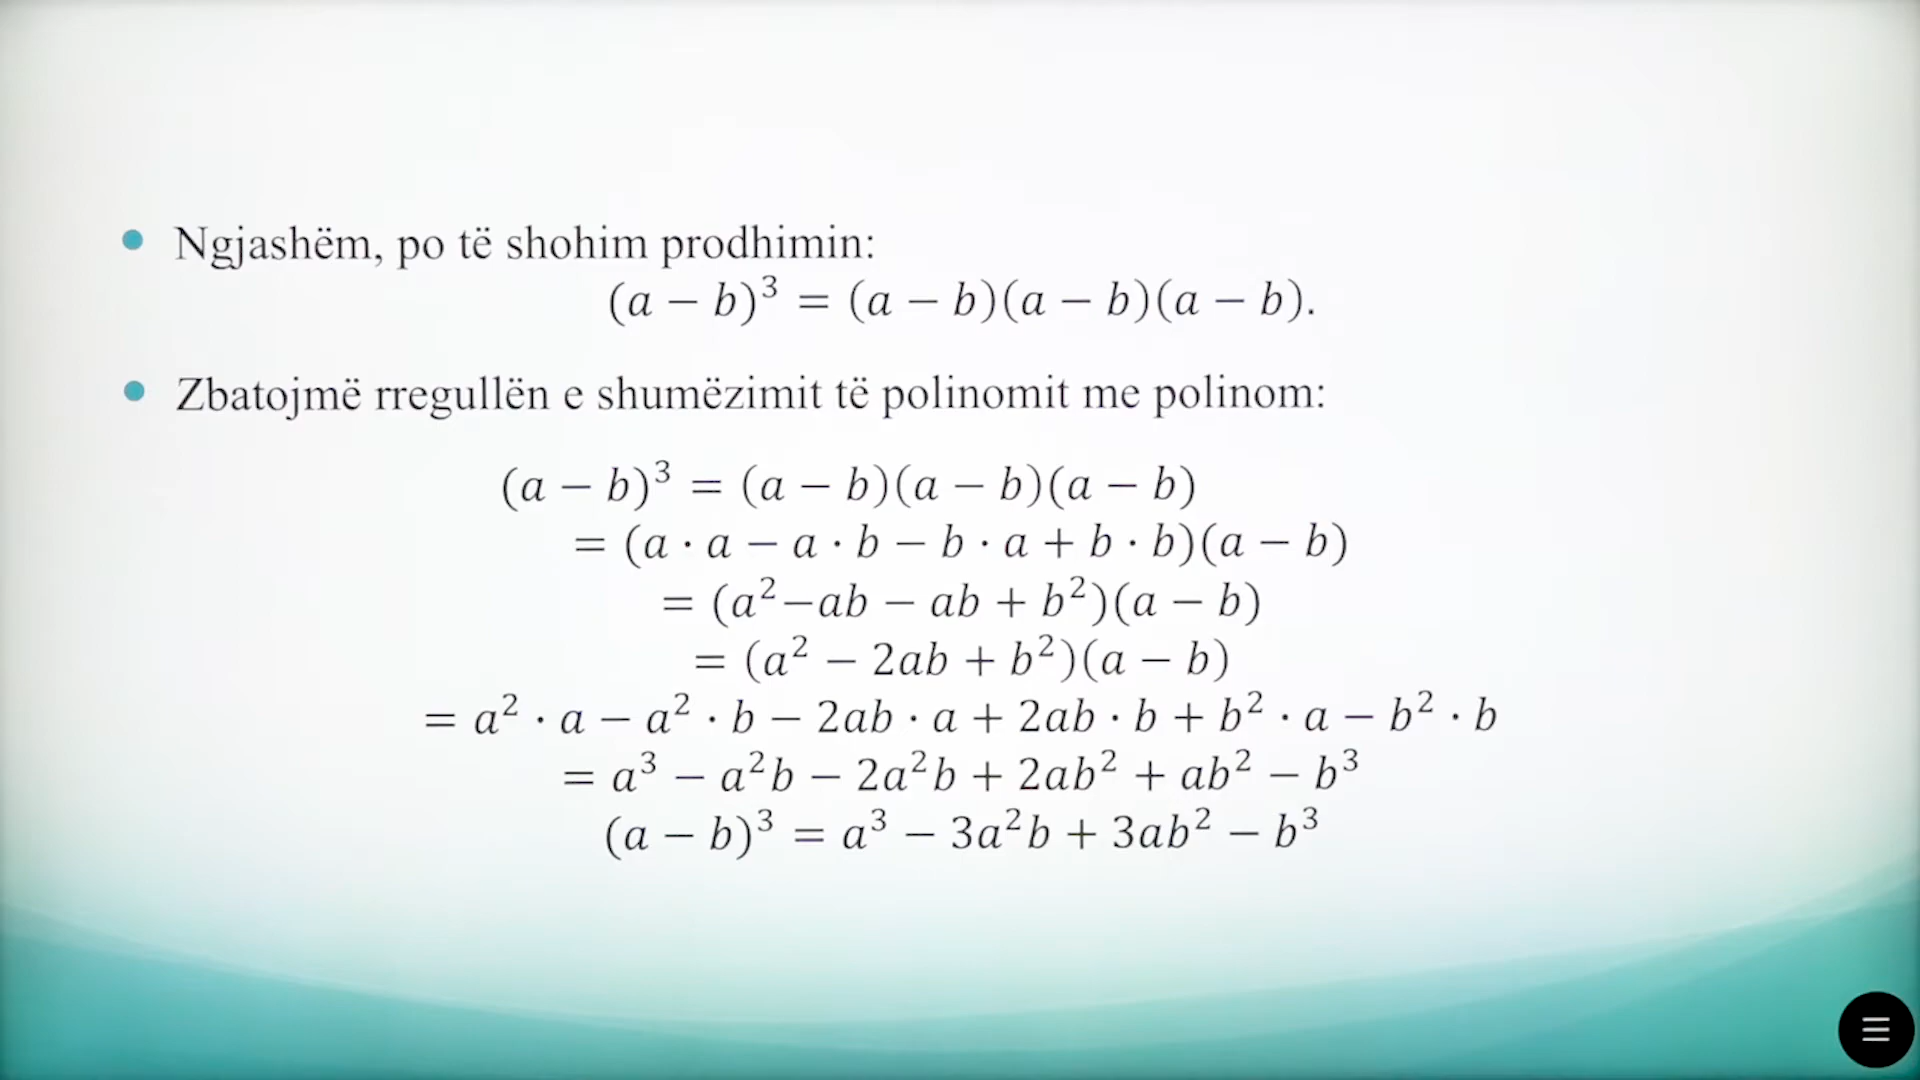 Ngjashëm, po të shohim prodhimin:
(a − b)³ = (a − b)(a − b)(a − b).
Zbatojmë rregullën e shumëzimit të polinomit me polinom:
(a − b)³ = (a − b)(a − b)(a − b)
= (a · a − a · b − b · a + b · b)(a − b)
= (a²−ab − ab + b²)(a − b)
= (a² − 2ab + b²)(a − b)
= a² · a − a² · b − 2ab · a + 2ab · b + b² · a − b² · b
= a³ − a²b − 2a²b + 2ab² + ab² − b³
(a − b)³ = a³ − 3a²b + 3ab² − b³